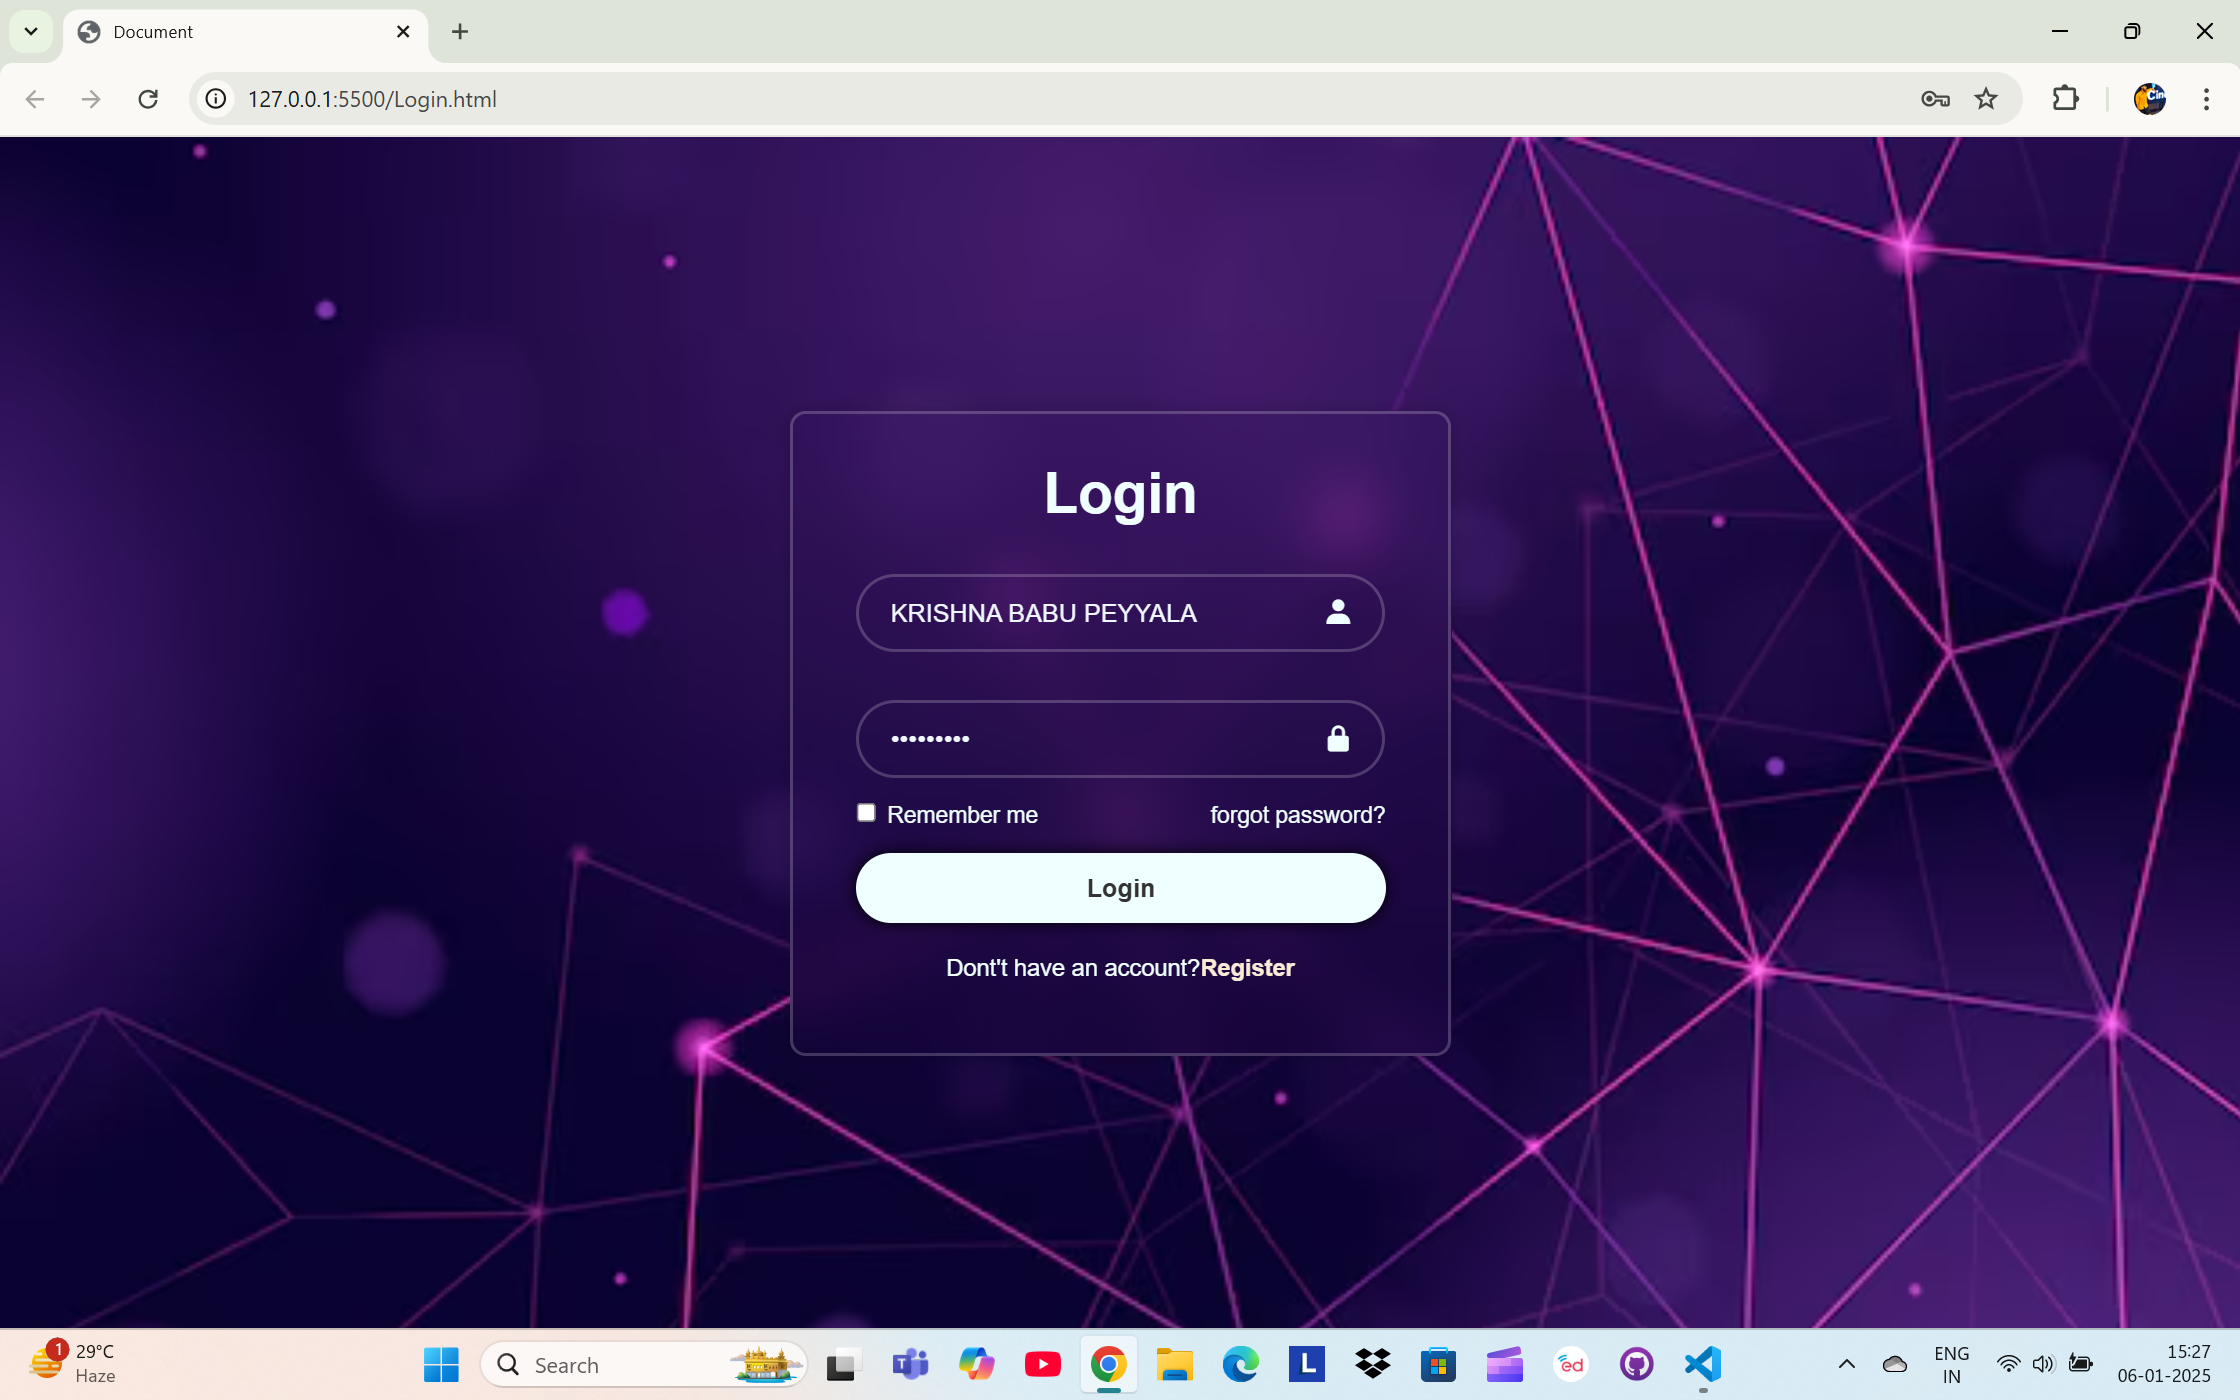 Document
127.0.0.1:5500/Login.html
Login
KRISHNA BABU PEYYALA
•••••••••
Remember me forgot password?
Login
Dont't have an account?Register
1
29°C
Haze
Search
T
L
ed
ENG
IN
15:27
06-01-2025